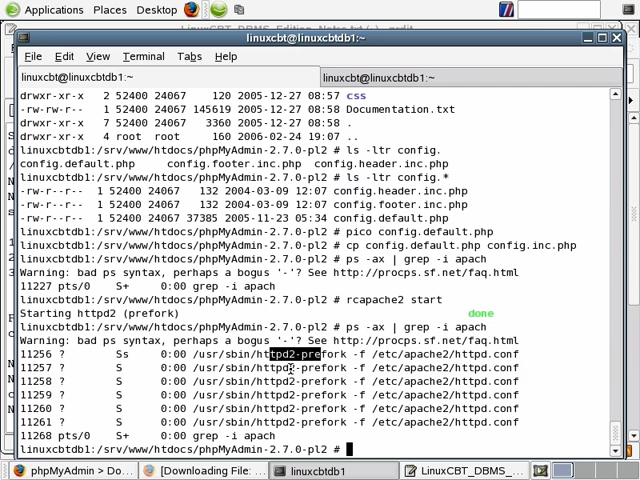 Applications Places Desktop
linuxcbt@linuxcbtdb1:~
File Edit View Terminal Tabs Help
linuxcbt@linuxcbtdb1:~ linuxcbt@linuxcbtdb1:~
drwxr-xr-x 2 52400 24067 120 2005-12-27 08:57 css
-rw-rw-r-- 1 52400 24067 145619 2005-12-27 08:58 Documentation.txt
drwxr-xr-x 7 52400 24067 3360 2005-12-27 08:58 .
drwxr-xr-x 4 root root 160 2006-02-24 19:07 ..
linuxcbtdb1:/srv/www/htdocs/phpMyAdmin-2.7.0-pl2 # ls -ltr config.
config.default.php config.footer.inc.php config.header.inc.php
linuxcbtdb1:/srv/www/htdocs/phpMyAdmin-2.7.0-pl2 # ls -ltr config.*
-rw-r--r-- 1 52400 24067 132 2004-03-09 12:07 config.header.inc.php
-rw-r--r-- 1 52400 24067 132 2004-03-09 12:07 config.footer.inc.php
-rw-r--r-- 1 52400 24067 37385 2005-11-23 05:34 config.default.php
linuxcbtdb1:/srv/www/htdocs/phpMyAdmin-2.7.0-pl2 # pico config.default.php
linuxcbtdb1:/srv/www/htdocs/phpMyAdmin-2.7.0-pl2 # cp config.default.php config.inc.php
linuxcbtdb1:/srv/www/htdocs/phpMyAdmin-2.7.0-pl2 # ps -ax | grep -i apach
Warning: bad ps syntax, perhaps a bogus '-'? See http://procps.sf.net/faq.html
11227 pts/0 S+ 0:00 grep -i apach
linuxcbtdb1:/srv/www/htdocs/phpMyAdmin-2.7.0-pl2 # rcapache2 start
Starting httpd2 (prefork) done
linuxcbtdb1:/srv/www/htdocs/phpMyAdmin-2.7.0-pl2 # ps -ax | grep -i apach
Warning: bad ps syntax, perhaps a bogus '-'? See http://procps.sf.net/faq.html
11256 ? Ss 0:00 /usr/sbin/httpd2-prefork -f /etc/apache2/httpd.conf
11257 ? S 0:00 /usr/sbin/httpd2-prefork -f /etc/apache2/httpd.conf
11258 ? S 0:00 /usr/sbin/httpd2-prefork -f /etc/apache2/httpd.conf
11259 ? S 0:00 /usr/sbin/httpd2-prefork -f /etc/apache2/httpd.conf
11260 ? S 0:00 /usr/sbin/httpd2-prefork -f /etc/apache2/httpd.conf
11261 ? S 0:00 /usr/sbin/httpd2-prefork -f /etc/apache2/httpd.conf
11268 pts/0 S+ 0:00 grep -i apach
linuxcbtdb1:/srv/www/htdocs/phpMyAdmin-2.7.0-pl2 #
phpMyAdmin > Do... [Downloading File: ... linuxcbtdb1 LinuxCBT_DBMS_...